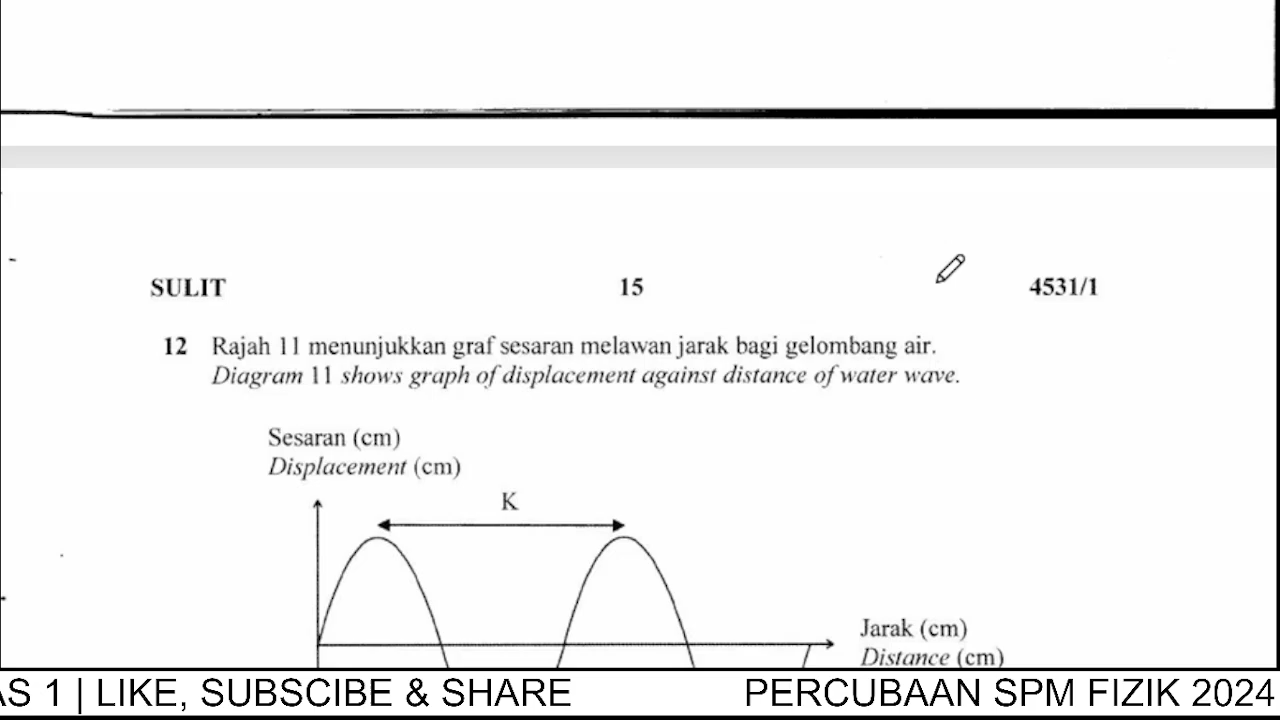 SULIT 15 4531/1
12 Rajah 11 menunjukkan graf sesaran melawan jarak bagi gelombang air.
Diagram 11 shows graph of displacement against distance of water wave.
Sesaran (cm)
Displacement (cm)
K
Jarak (cm)
Distance (cm)
AS 1 | LIKE, SUBSCIBE & SHARE PERCUBAAN SPM FIZIK 2024